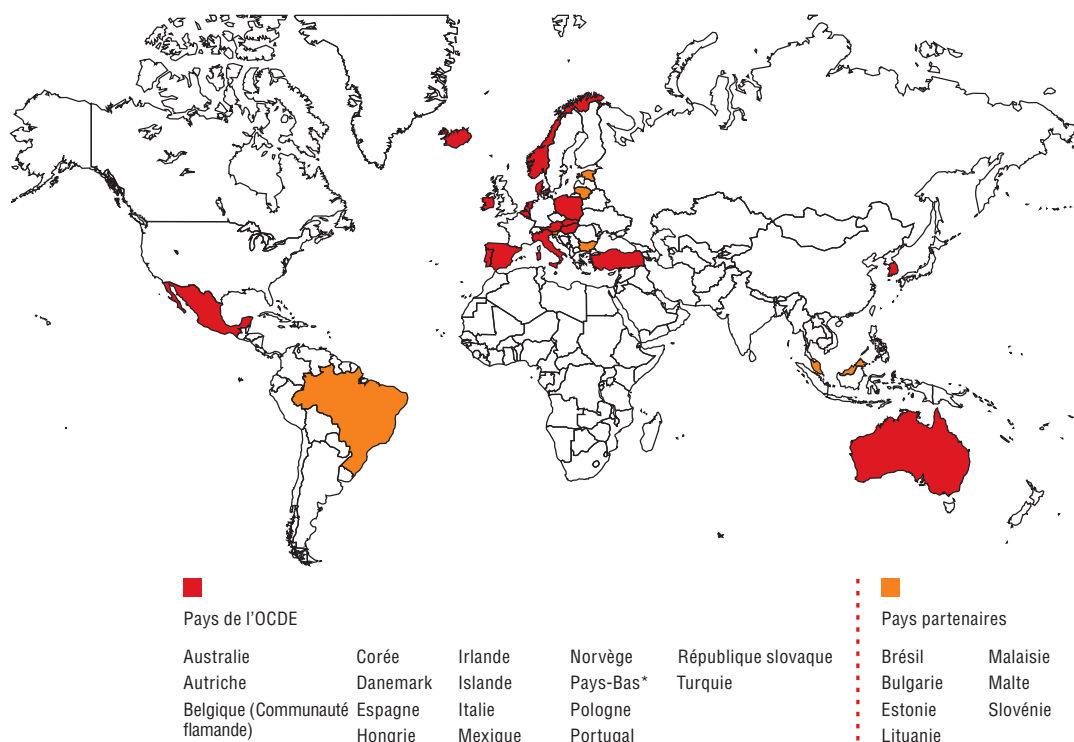 Pays de l'OCDE
Australie
Autriche
Belgique (Communauté
flamande)
Corée
Danemark
Espagne
Hongrie
Irlande
Islande
Italie
Mexique
Norvège
Pays-Bas*
Pologne
Portugal
République slovaque
Turquie
Pays partenaires
Brésil
Bulgarie
Estonie
Lituanie
Malaisie
Malte
Slovénie